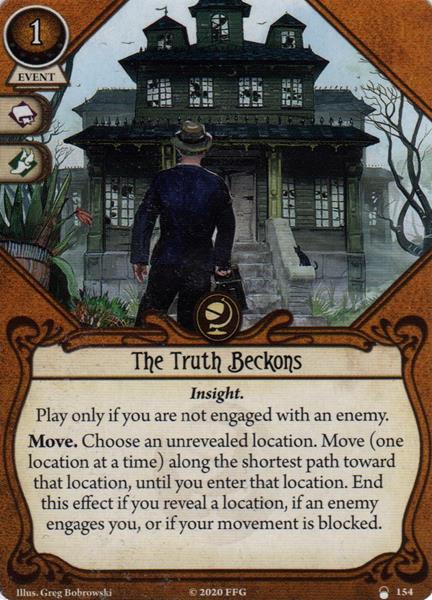 1
EVENT
The Truth Beckons
Insight.
Play only if you are not engaged with an enemy.
Move. Choose an unrevealed location. Move (one
location at a time) along the shortest path toward
that location, until you enter that location. End
this effect if you reveal a location, if an enemy
engages you, or if your movement is blocked.
Illus. Greg Bobrowski © 2020 FFG 154